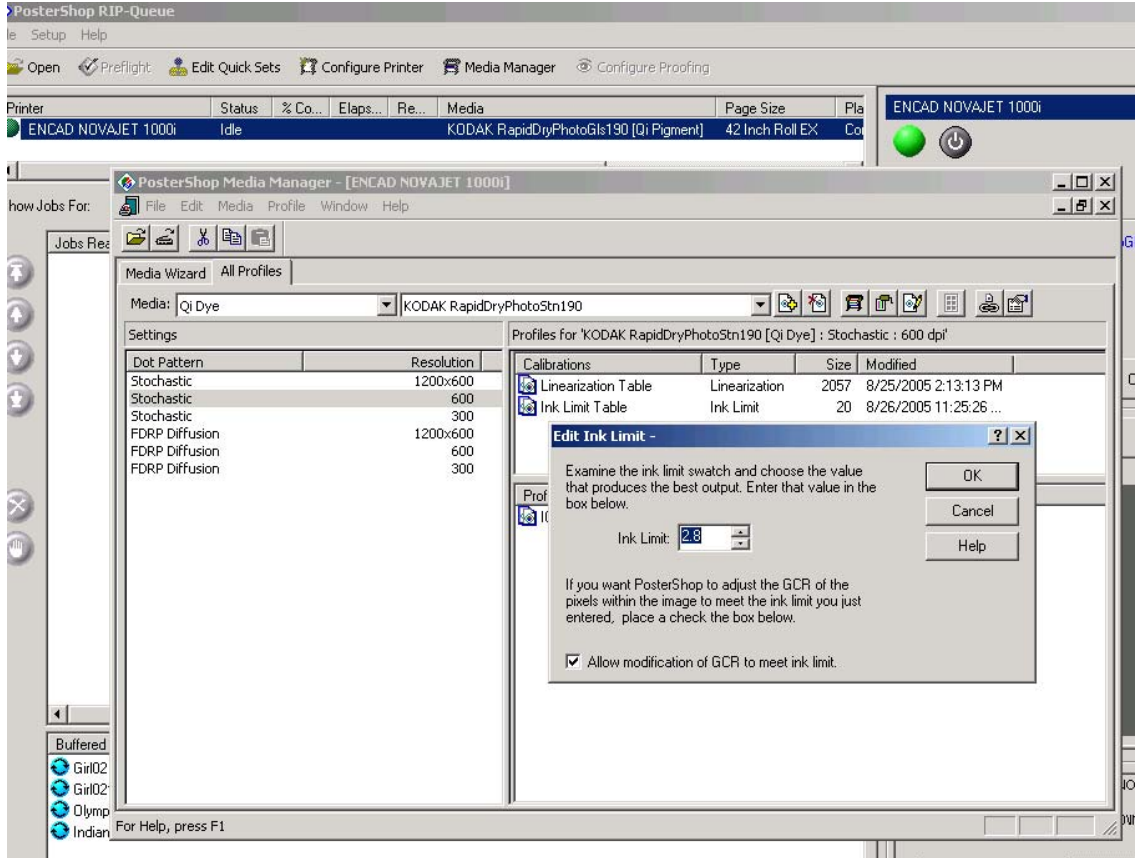 PosterShop RIP-Queue
Setup Help
Open Preflight Edit Quick Sets Configure Printer Media Manager Configure Proofing
Printer Status % Co... Elaps... Re... Media Page Size Pla
ENCAD NOVAJET 1000i Idle KODAK RapidDryPhotoGls190 [Qi Pigment] 42 Inch Roll EX
ENCAD NOVAJET 1000i
PosterShop Media Manager - [ENCAD NOVAJET 1000i]
how Jobs For:
File Edit Media Profile Window Help
Jobs Rea
Media Wizard All Profiles
Media: Qi Dye KODAK RapidDryPhotoStn190
Settings
Profiles for 'KODAK RapidDryPhotoStn190 [Qi Dye] : Stochastic : 600 dpi'
Dot Pattern Resolution
Stochastic 1200x600
Stochastic 600
Stochastic 300
FDRP Diffusion 1200x600
FDRP Diffusion 600
FDRP Diffusion 300
Calibrations Type Size Modified
Linearization Table Linearization 2057 8/25/2005 2:13:13 PM
Ink Limit Table Ink Limit 20 8/26/2005 11:25:26 ...
Prof
Edit Ink Limit -
Examine the ink limit swatch and choose the value
that produces the best output. Enter that value in the
box below.
Ink Limit: 2.8
If you want PosterShop to adjust the GCR of the
pixels within the image to meet the ink limit you just
entered, place a check the box below.
Allow modification of GCR to meet ink limit.
OK
Cancel
Help
Buffered
Girl02
Girl02
Olymp
Indian
For Help, press F1